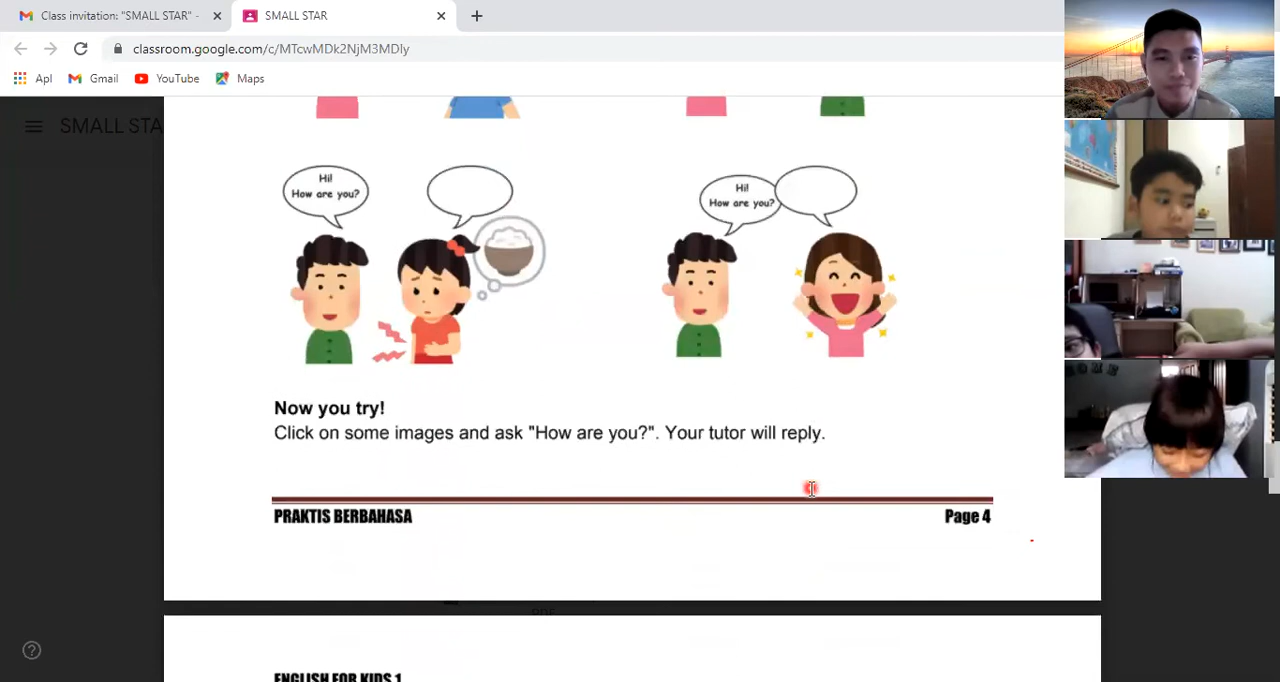 Class invitation: "SMALL STAR" -
SMALL STAR
classroom.google.com/c/MTcwMDk2NjM3MDIy
Apl
Gmail
YouTube
Maps
SMALL STA
Hi!
How are you?
Hi!
How are you?
Now you try!
Click on some images and ask "How are you?". Your tutor will reply.
PRAKTIS BERBAHASA
Page 4
PDF
ENGLISH FOR KIDS 1